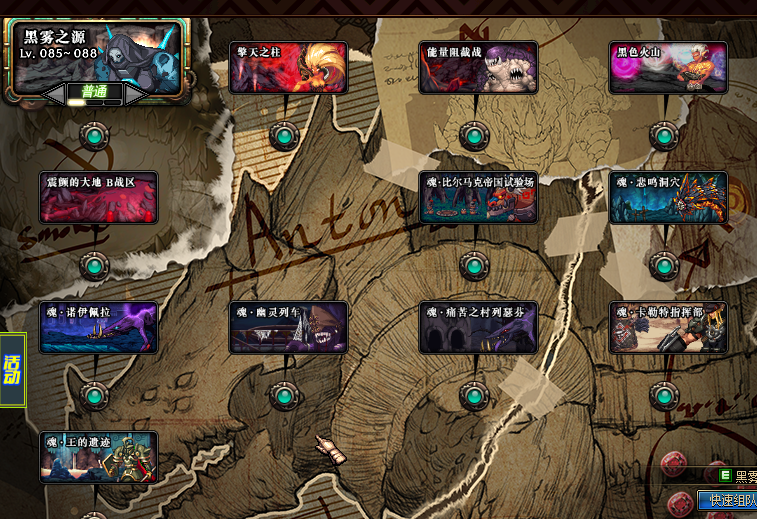 黑雾之源
Lv. 085~ 088
普通
擎天之柱
能量阻截战
黑色火山
震颤的大地 B战区
魂·比尔马克帝国试验场
魂·悲鸣洞穴
Anton
smoke
魂·诺伊佩拉
魂·幽灵列车
魂·痛苦之村列瑟芬
魂·卡勒特指挥部
活动
魂·王的遗迹
E 黑雾
快速组队